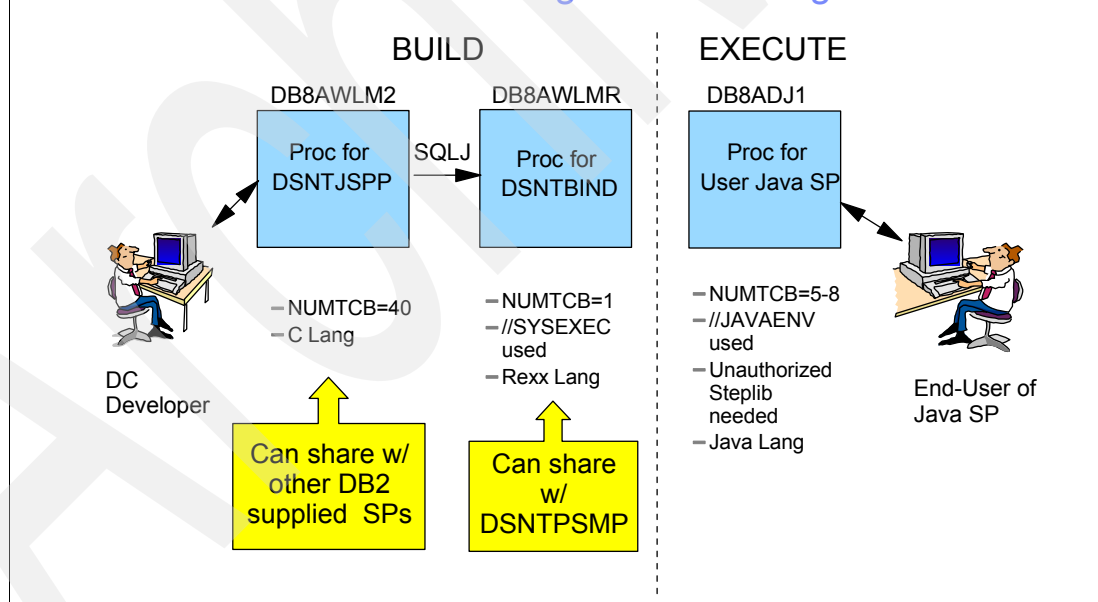 BUILD
EXECUTE
DB8AWLM2
DB8AWLMR
DB8ADJ1
Proc for
DSNTJSPP
SQLJ
Proc for
DSNTBIND
Proc for
User Java SP
DC
Developer
–NUMTCB=40
–C Lang
–NUMTCB=1
–//SYSEXEC
used
–Rexx Lang
–NUMTCB=5-8
–//JAVAENV
used
–Unauthorized
Steplib
needed
–Java Lang
End-User of
Java SP
Can share w/
other DB2
supplied SPs
Can share
w/
DSNTPSMP